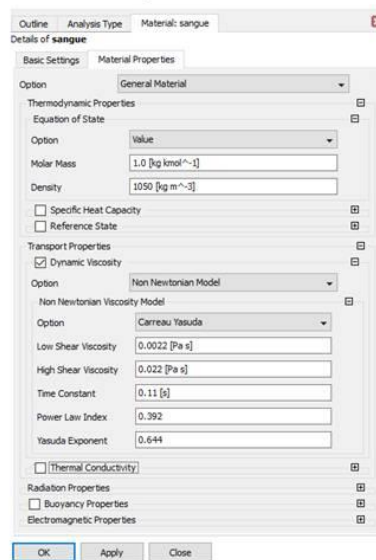 Outline Analysis Type Material: sangue
Details of sangue
Basic Settings Material Properties
Option General Material
Thermodynamic Properties
Equation of State
Option Value
Molar Mass 1.0 [kg kmol^-1]
Density 1050 [kg m^-3]
Specific Heat Capacity
Reference State
Transport Properties
Dynamic Viscosity
Option Non Newtonian Model
Non Newtonian Viscosity Model
Option Carreau Yasuda
Low Shear Viscosity 0.0022 [Pa s]
High Shear Viscosity 0.022 [Pa s]
Time Constant 0.11 [s]
Power Law Index 0.392
Yasuda Exponent 0.644
Thermal Conductivity
Radiation Properties
Buoyancy Properties
Electromagnetic Properties
OK Apply Close